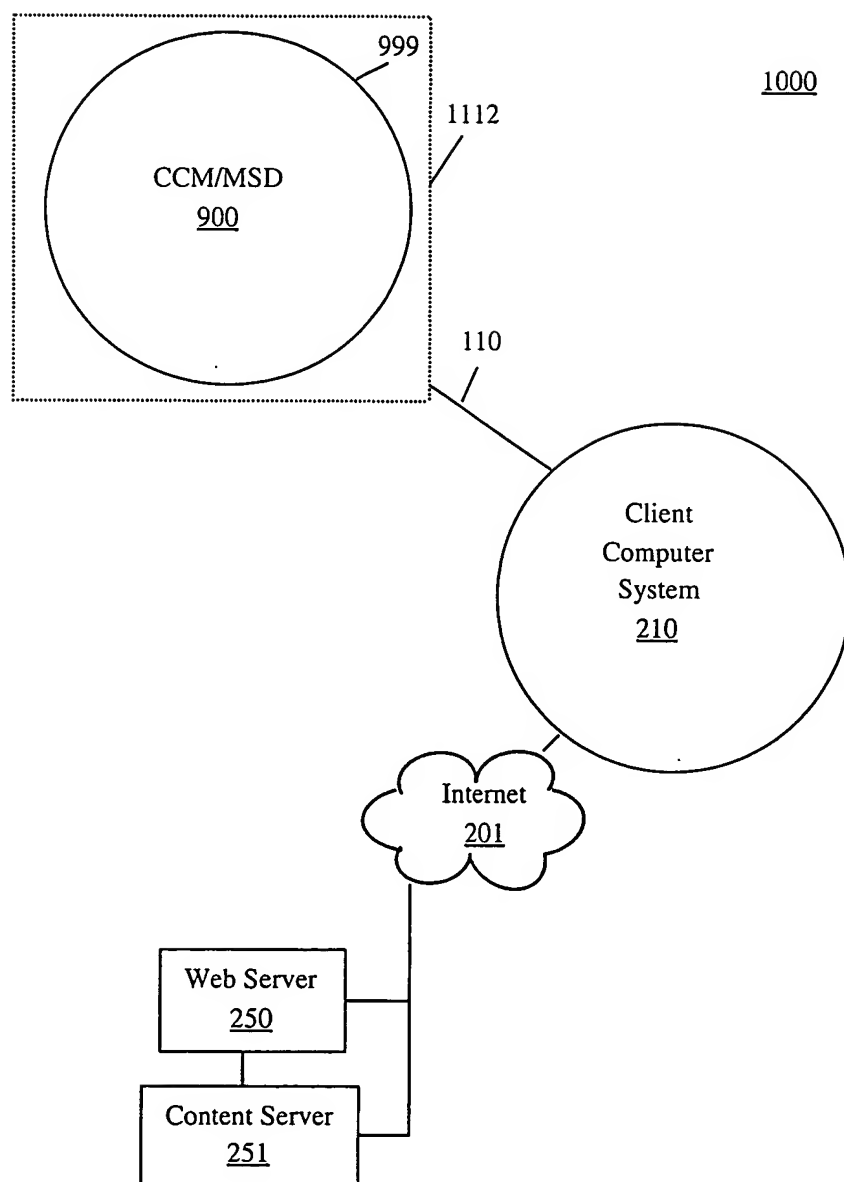 999
1000
1112
CCM/MSD
900
110
Client
Computer
System
210
Internet
201
Web Server
250
Content Server
251